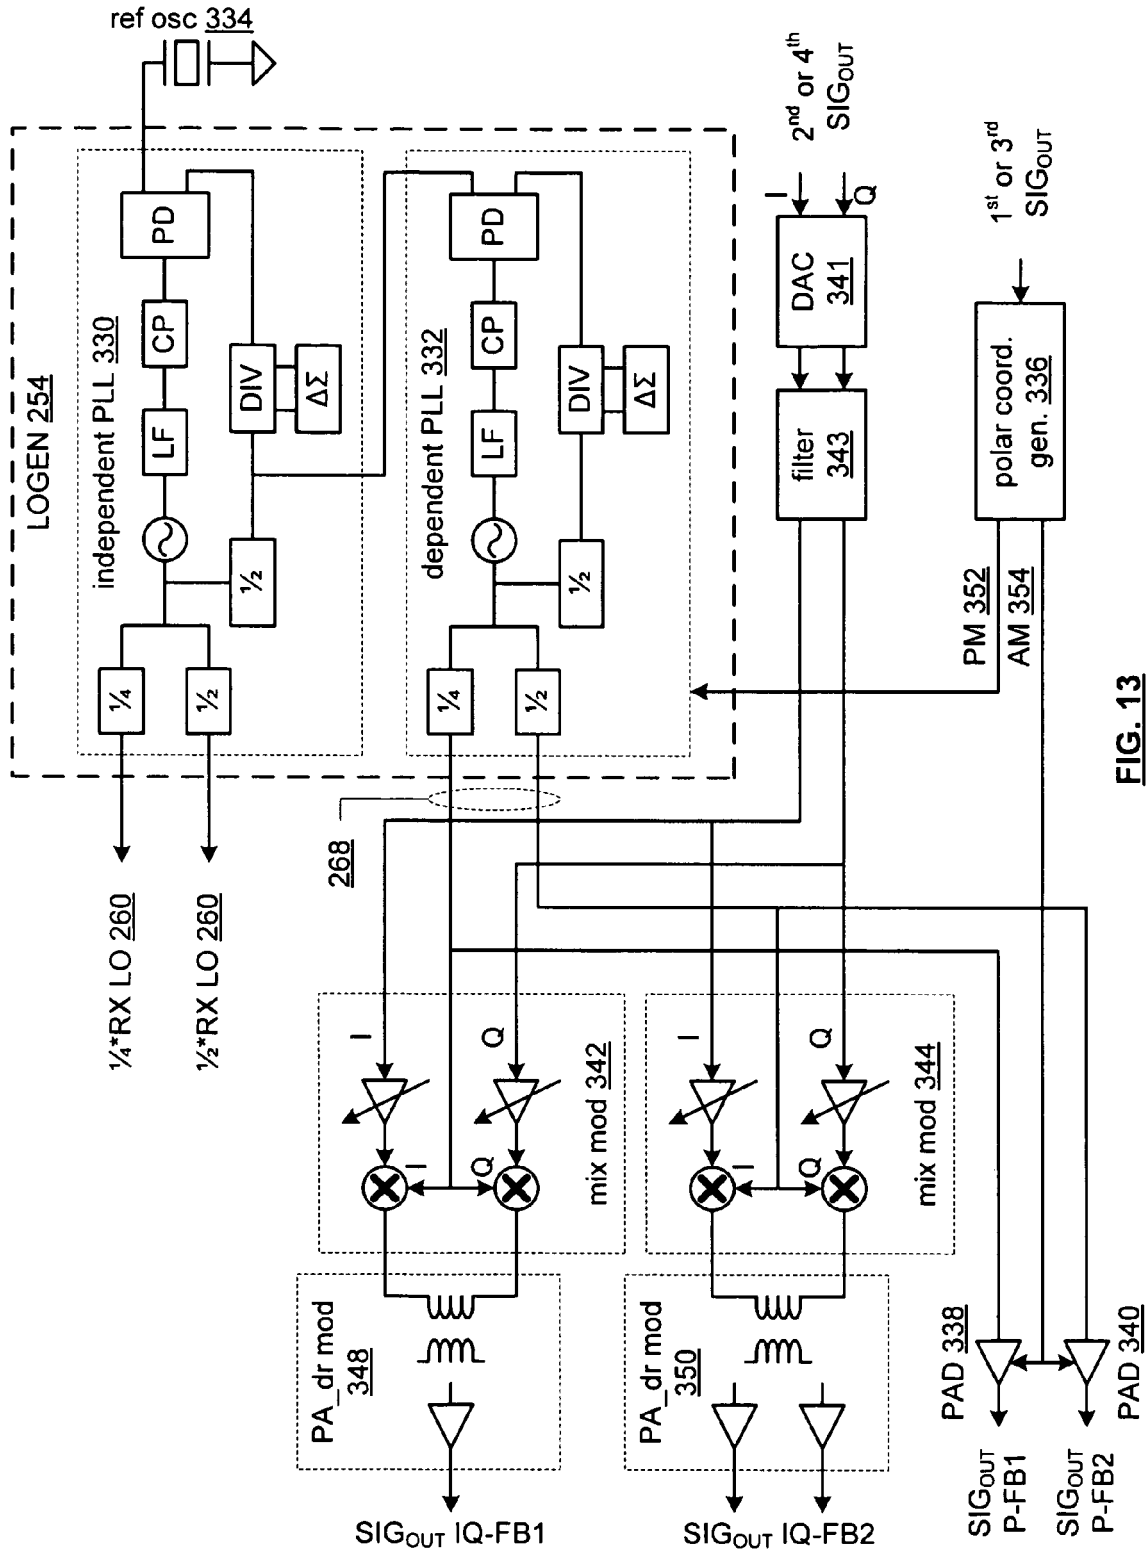 ref osc 334
LOGEN 254
independent PLL 330
PD
CP
LF
DIV
ΔΣ
½
¼
½
¼*RX LO 260
½*RX LO 260
dependent PLL 332
PD
CP
LF
DIV
ΔΣ
½
¼
½
268
2nd or 4th
SIGOUT
I
Q
DAC
341
filter
343
1st or 3rd
SIGOUT
polar coord.
gen. 336
PM 352
AM 354
I
Q
I
Q
mix mod 342
I
Q
I
Q
mix mod 344
PA_dr mod
348
PA_dr mod
350
PAD 338
PAD 340
SIGOUT IQ-FB1
SIGOUT IQ-FB2
SIGOUT
P-FB1
SIGOUT
P-FB2
FIG. 13